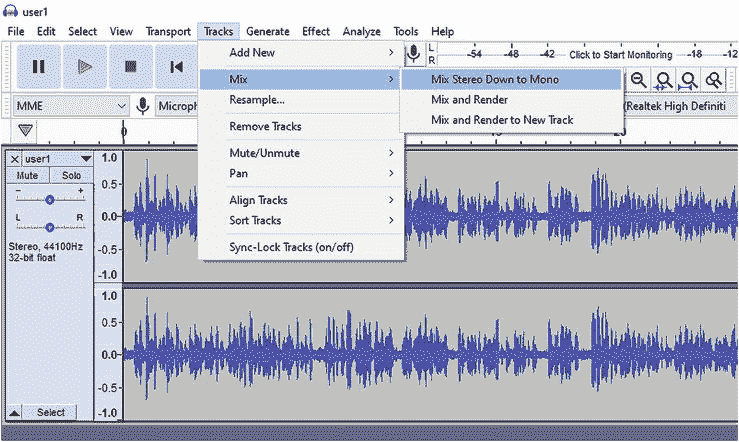 user1
File Edit Select View Transport Tracks Generate Effect Analyze Tools Help
Add New
L
R
-54 -48 -42 Click to Start Monitoring -18 -12
Mix
Mix Stereo Down to Mono
Resample...
Mix and Render
MME
Microph
(Realtek High Definiti
Mix and Render to New Track
Remove Tracks
0
20
user1
Mute/Unmute
Mute Solo
Pan
- +
L R
Align Tracks
Stereo, 44100Hz
Sort Tracks
32-bit float
Sync-Lock Tracks (on/off)
1.0
0.5
0.0
-0.5
-1.0
1.0
0.5
0.0
-0.5
-1.0
Select